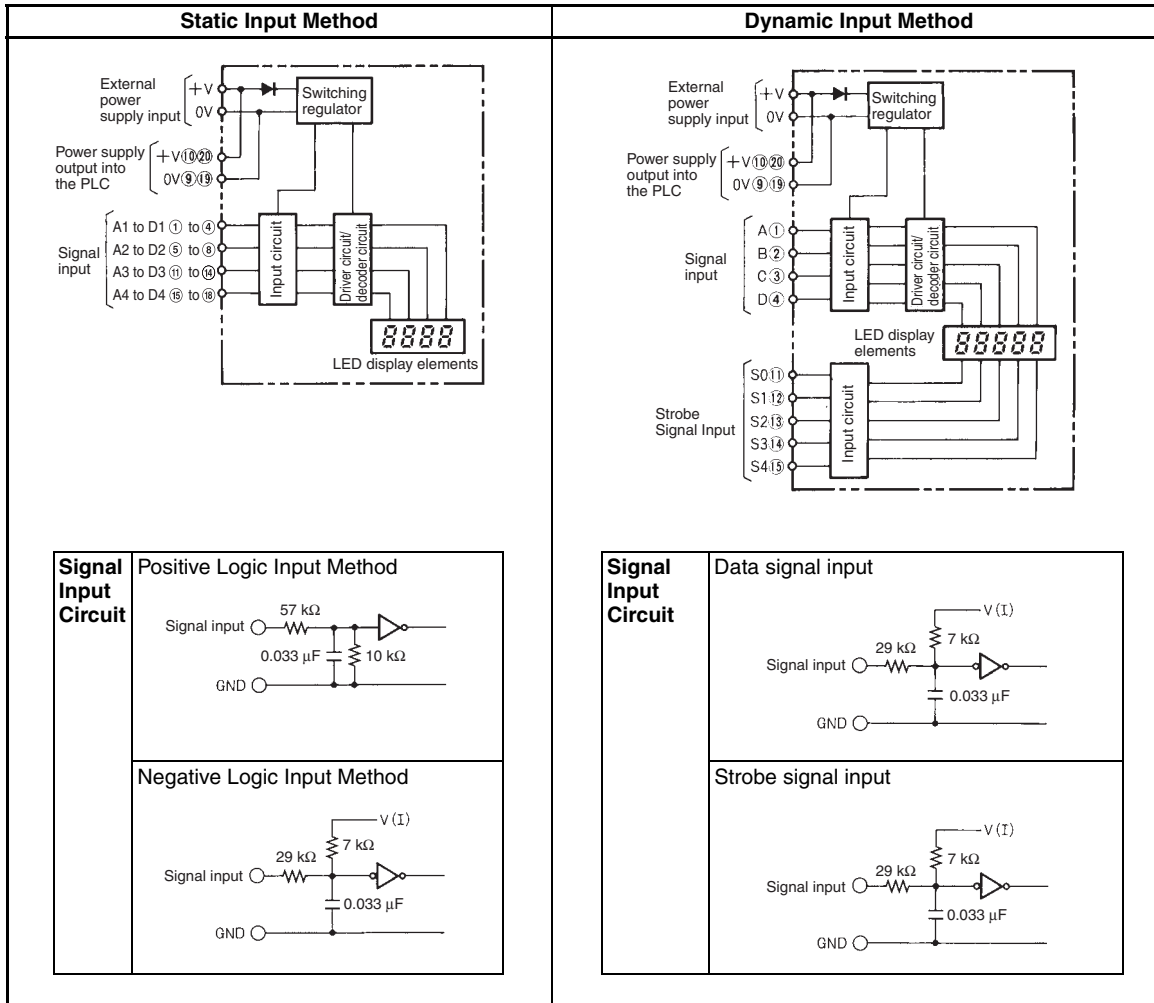 Static Input Method
External
power
supply input
+V
0V
Switching
regulator
Power supply
output into
the PLC
+V⑩⑳
0V⑨⑲
Signal
input
A1 to D1 ① to ④
A2 to D2 ⑤ to ⑧
A3 to D3 ⑪ to ⑭
A4 to D4 ⑮ to ⑱
Input circuit
Driver circuit/
decoder circuit
8888
LED display elements
Signal
Input
Circuit
Positive Logic Input Method
57 kΩ
Signal input
0.033 μF
10 kΩ
GND
Negative Logic Input Method
V(I)
7 kΩ
29 kΩ
Signal input
0.033 μF
GND
Dynamic Input Method
External
power
supply input
+V
0V
Switching
regulator
Power supply
output into
the PLC
+V⑩⑳
0V⑨⑲
Signal
input
A①
B②
C③
D④
Input circuit
Driver circuit/
decoder circuit
LED display
elements
88888
Strobe
Signal Input
S0⑪
S1⑫
S2⑬
S3⑭
S4⑮
Input circuit
Signal
Input
Circuit
Data signal input
V(I)
7 kΩ
29 kΩ
Signal input
0.033 μF
GND
Strobe signal input
V(I)
7 kΩ
29 kΩ
Signal input
0.033 μF
GND